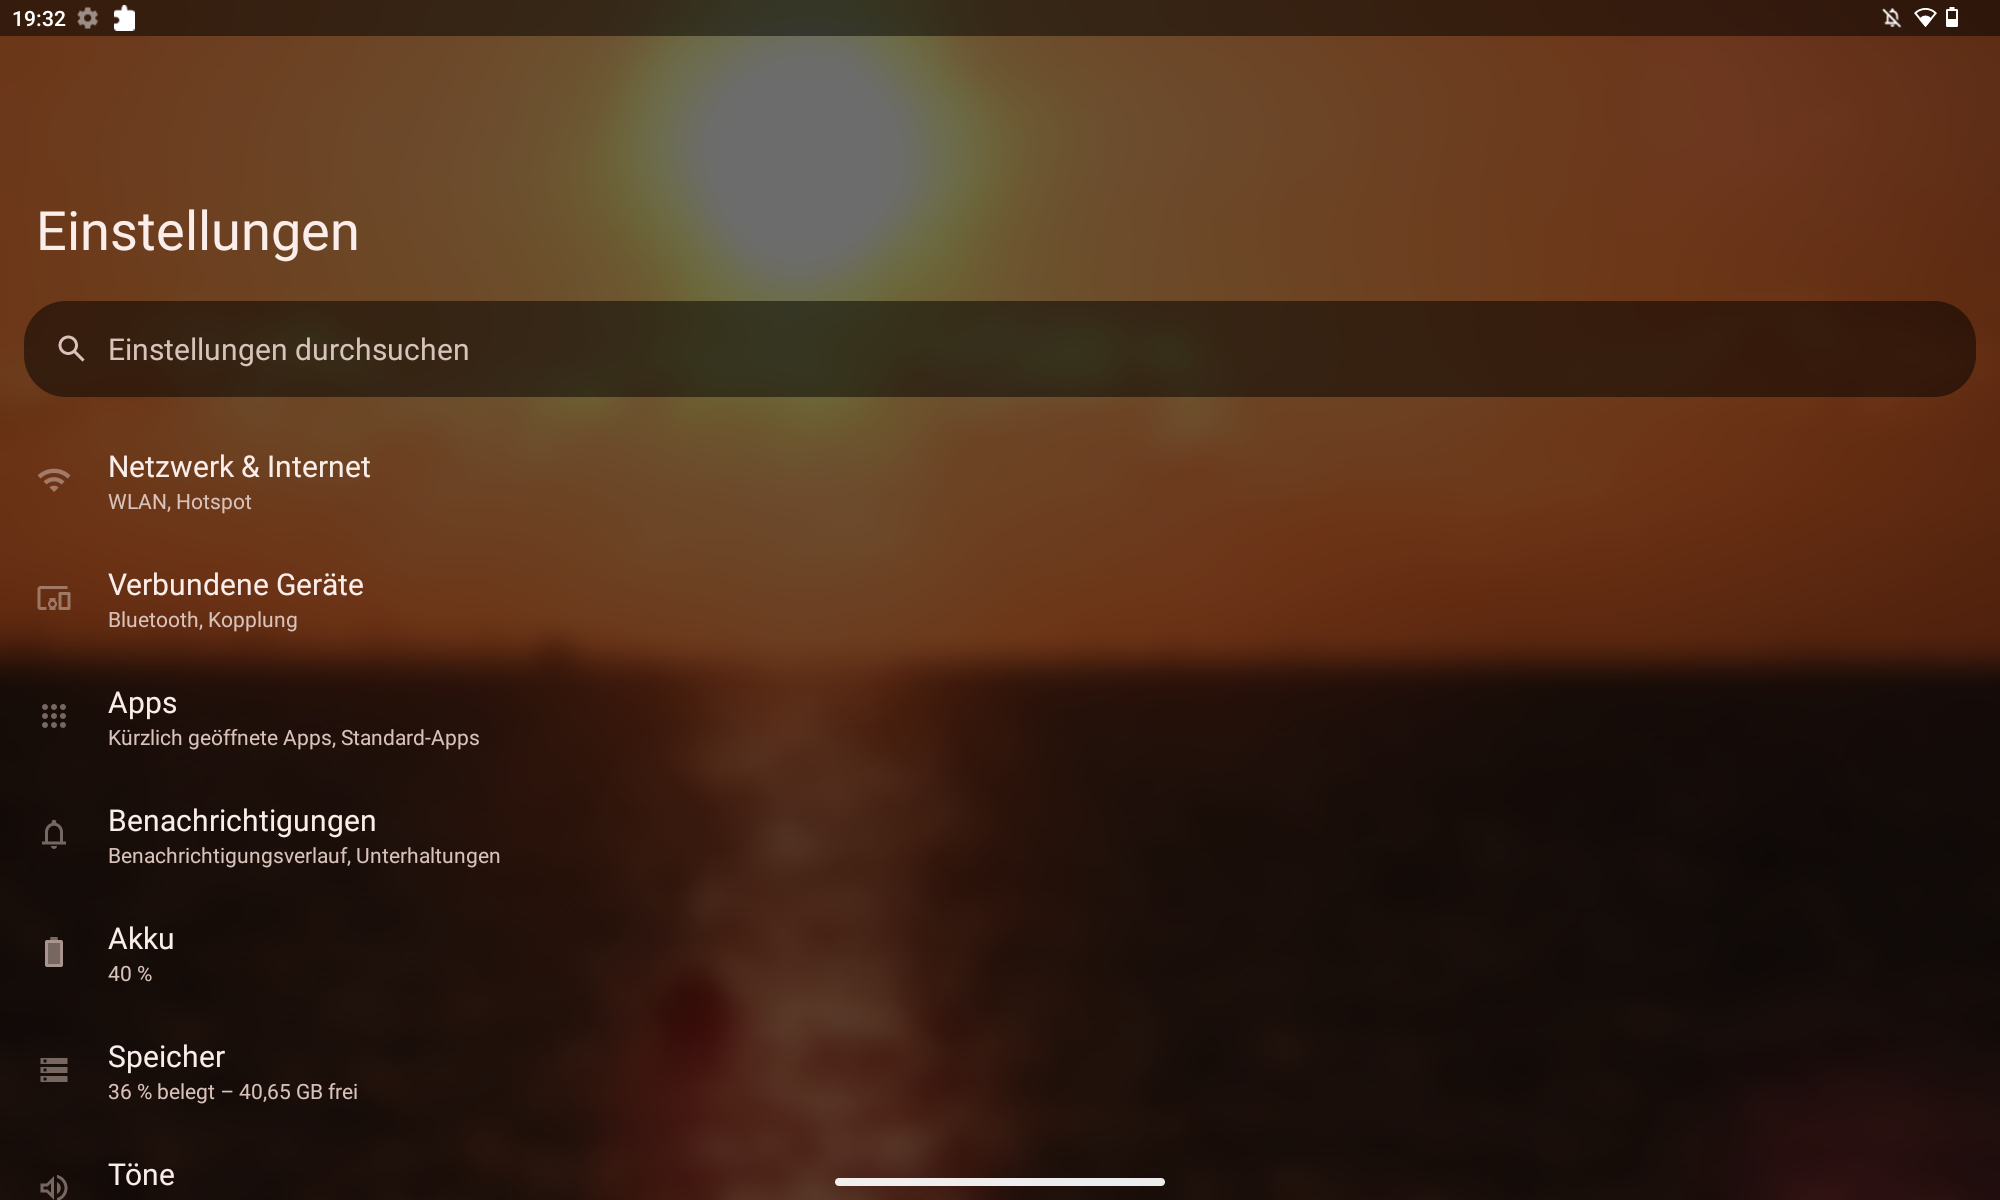 19:32
Einstellungen
Einstellungen durchsuchen
Netzwerk & Internet
WLAN, Hotspot
Verbundene Geräte
Bluetooth, Kopplung
Apps
Kürzlich geöffnete Apps, Standard-Apps
Benachrichtigungen
Benachrichtigungsverlauf, Unterhaltungen
Akku
40 %
Speicher
36 % belegt – 40,65 GB frei
Töne